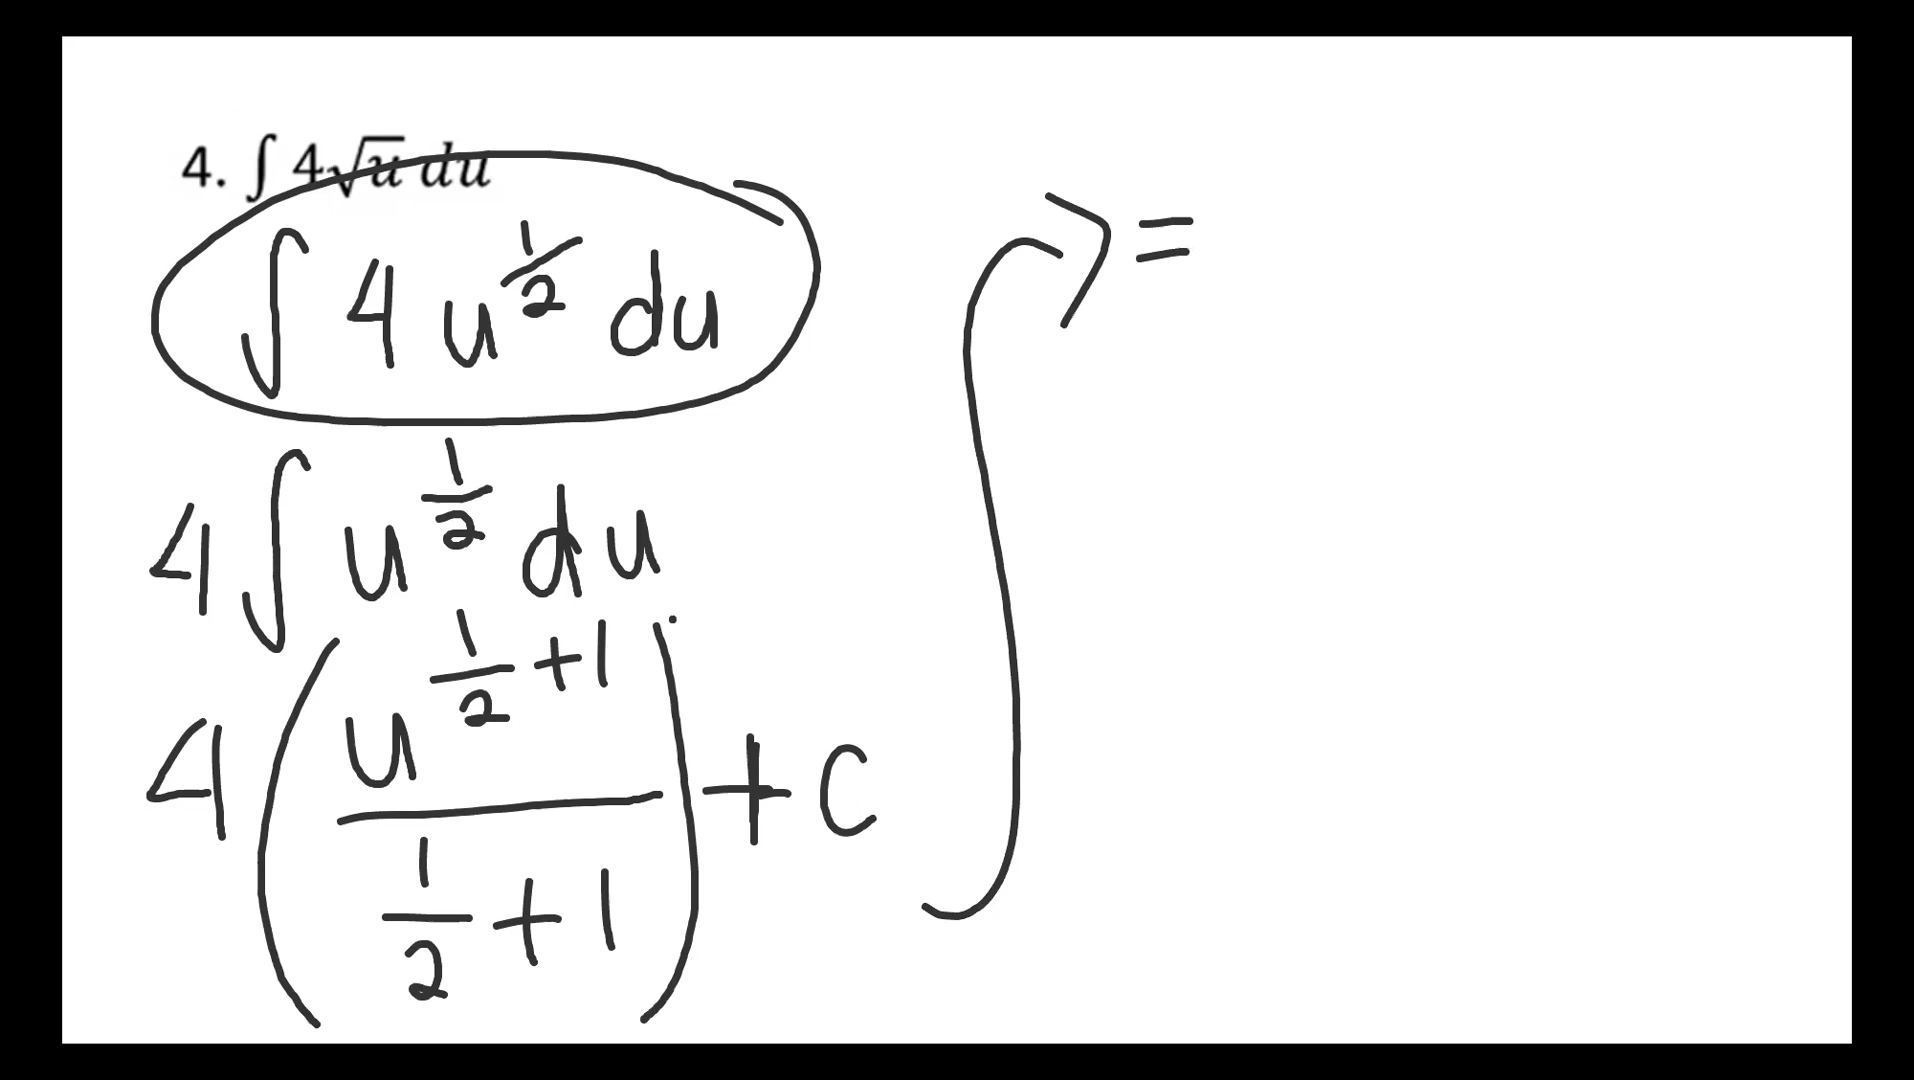 4. ∫ 4√u du
∫ 4 u^(1/2) du
4 ∫ u^(1/2) du
4 ( u^(1/2 + 1) / (1/2 + 1) ) + C
=